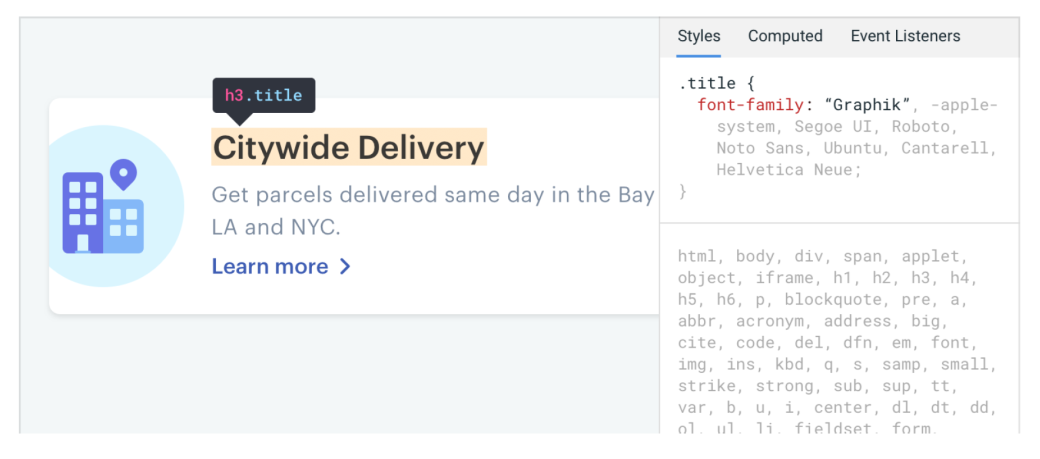 h3.title
Citywide Delivery
Get parcels delivered same day in the Bay
LA and NYC.
Learn more
Styles Computed Event Listeners
.title {
font-family: “Graphik”, -apple-
system, Segoe UI, Roboto,
Noto Sans, Ubuntu, Cantarell,
Helvetica Neue;
}
html, body, div, span, applet,
object, iframe, h1, h2, h3, h4,
h5, h6, p, blockquote, pre, a,
abbr, acronym, address, big,
cite, code, del, dfn, em, font,
img, ins, kbd, q, s, samp, small,
strike, strong, sub, sup, tt,
var, b, u, i, center, dl, dt, dd,
ol, ul, li, fieldset, form,